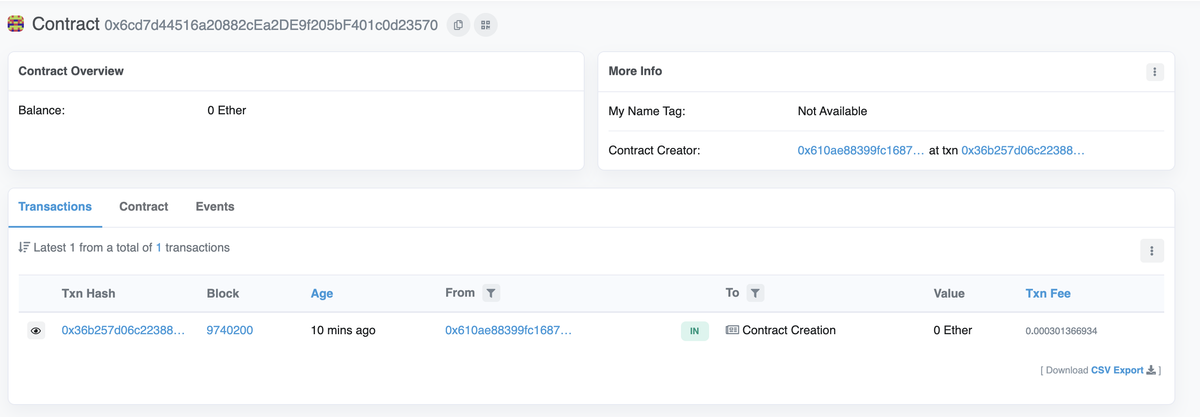 Contract 0x6cd7d44516a20882cEa2DE9f205bF401c0d23570
Contract Overview
Balance: 0 Ether
More Info
My Name Tag: Not Available
Contract Creator: 0x610ae88399fc1687... at txn 0x36b257d06c22388...
Transactions Contract Events
Latest 1 from a total of 1 transactions
Txn Hash Block Age From To Value Txn Fee
0x36b257d06c22388... 9740200 10 mins ago 0x610ae88399fc1687... IN Contract Creation 0 Ether 0.000301366934
[ Download CSV Export ]